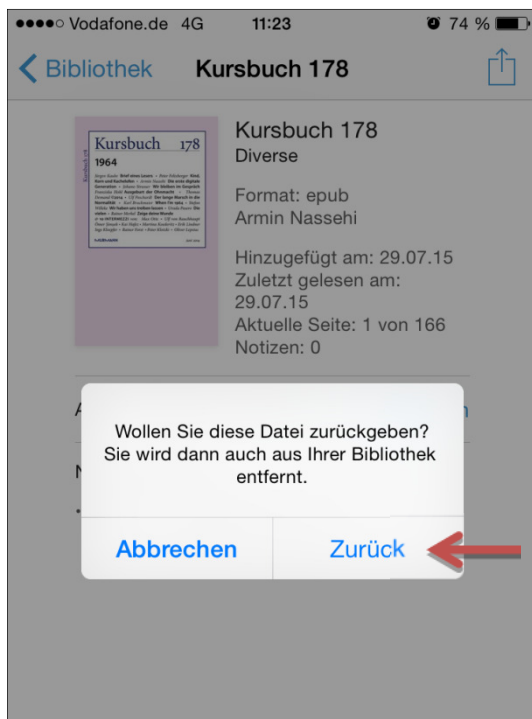 Vodafone.de 4G 11:23 74 %
Bibliothek Kursbuch 178
Kursbuch 178
1964
Kursbuch 178
Diverse
Format: epub
Armin Nassehi
Hinzugefügt am: 29.07.15
Zuletzt gelesen am:
29.07.15
Aktuelle Seite: 1 von 166
Notizen: 0
Wollen Sie diese Datei zurückgeben?
Sie wird dann auch aus Ihrer Bibliothek
entfernt.
Abbrechen Zurück